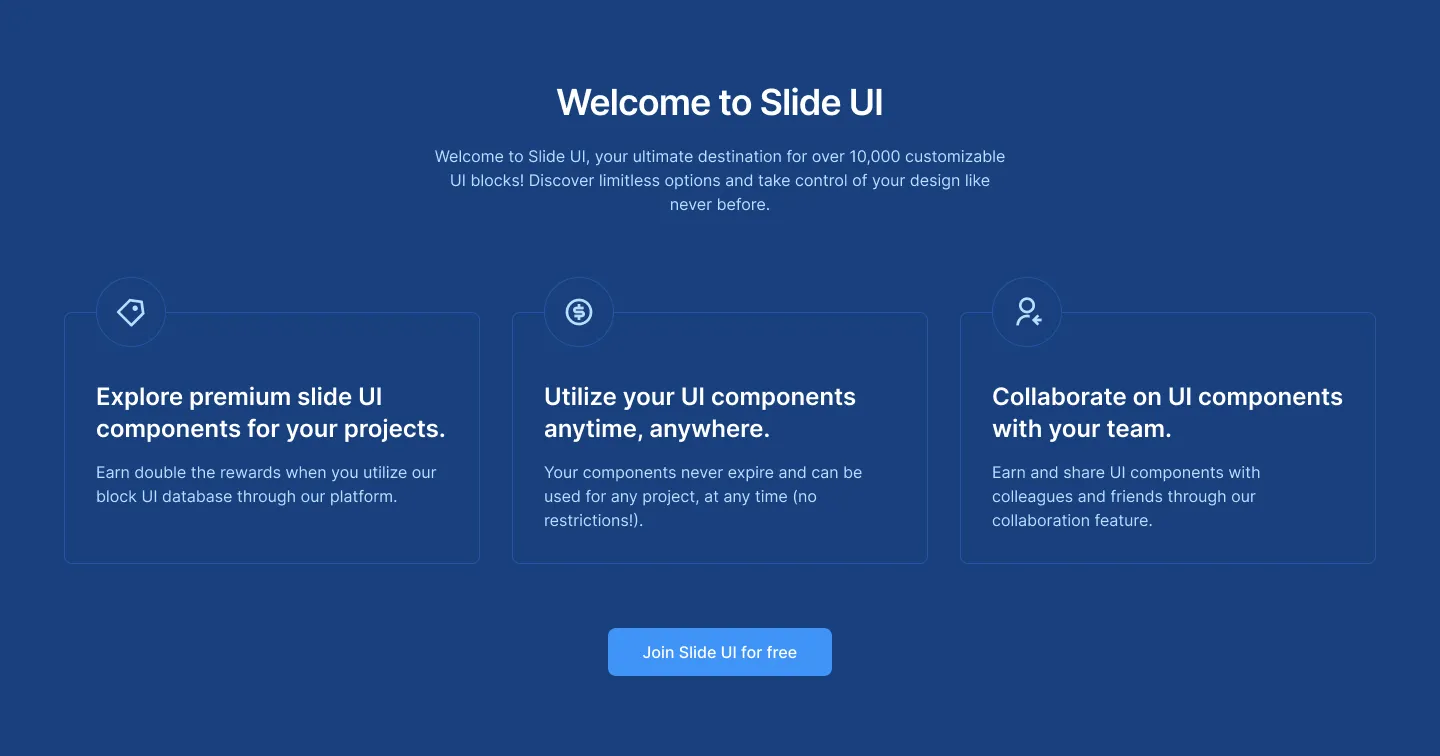 Welcome to Slide UI
Welcome to Slide UI, your ultimate destination for over 10,000 customizable
UI blocks! Discover limitless options and take control of your design like
never before.
Explore premium slide UI
components for your projects.
Earn double the rewards when you utilize our
block UI database through our platform.
Utilize your UI components
anytime, anywhere.
Your components never expire and can be
used for any project, at any time (no
restrictions!).
Collaborate on UI components
with your team.
Earn and share UI components with
colleagues and friends through our
collaboration feature.
Join Slide UI for free